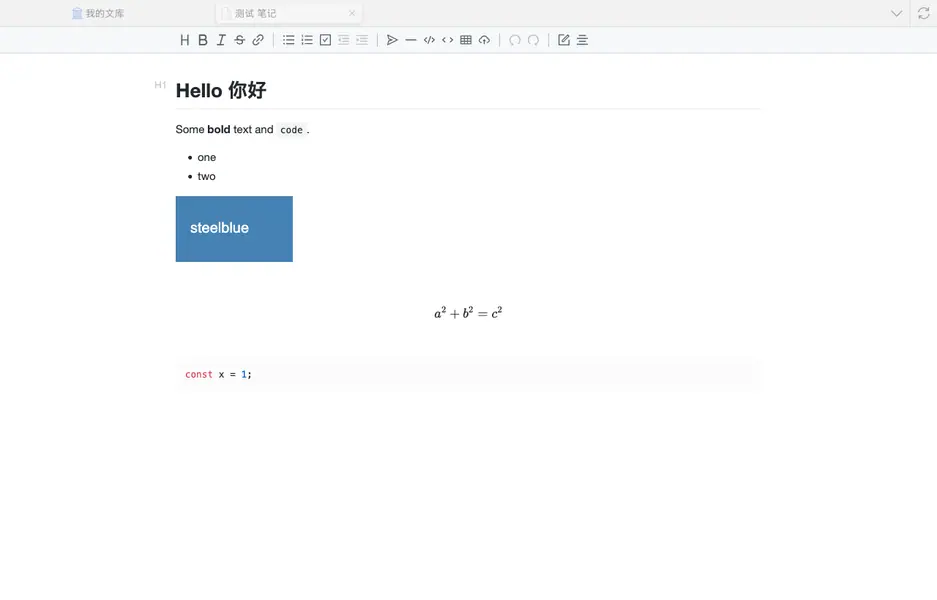 我的文库
测试 笔记
H1
Hello 你好
Some bold text and code.
one
two
steelblue
a² + b² = c²
const x = 1;